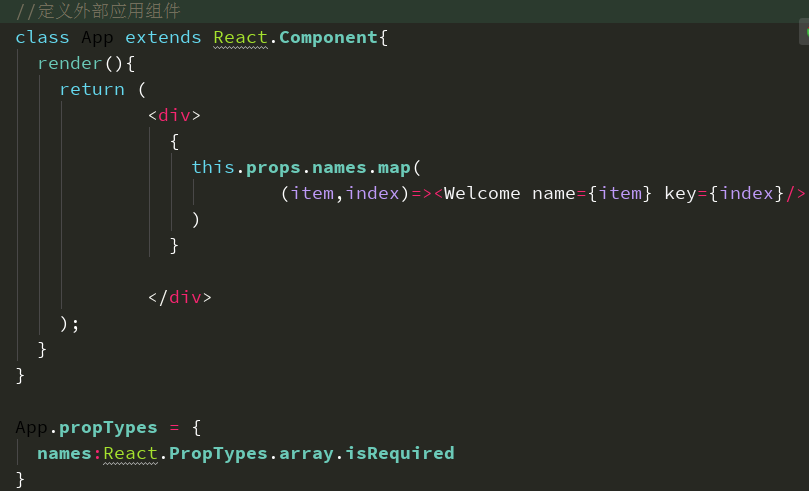 //定义外部应用组件
class App extends React.Component{
render(){
return (
<div>
{
this.props.names.map(
(item,index)=><Welcome name={item} key={index}/>
)
}
</div>
);
}
}
App.propTypes = {
names:React.PropTypes.array.isRequired
}